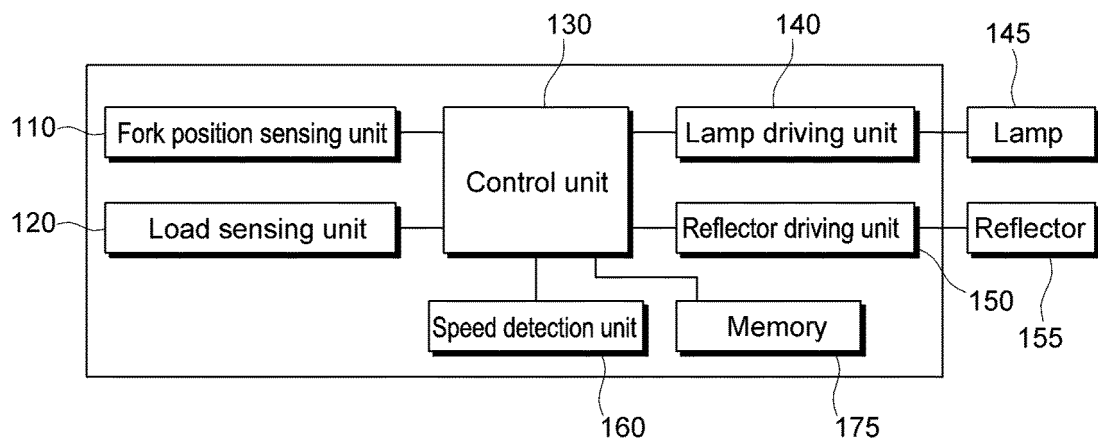 130
140
145
110
Fork position sensing unit
Control unit
Lamp driving unit
Lamp
120
Load sensing unit
Reflector driving unit
Reflector
150
155
Speed detection unit
Memory
160
175